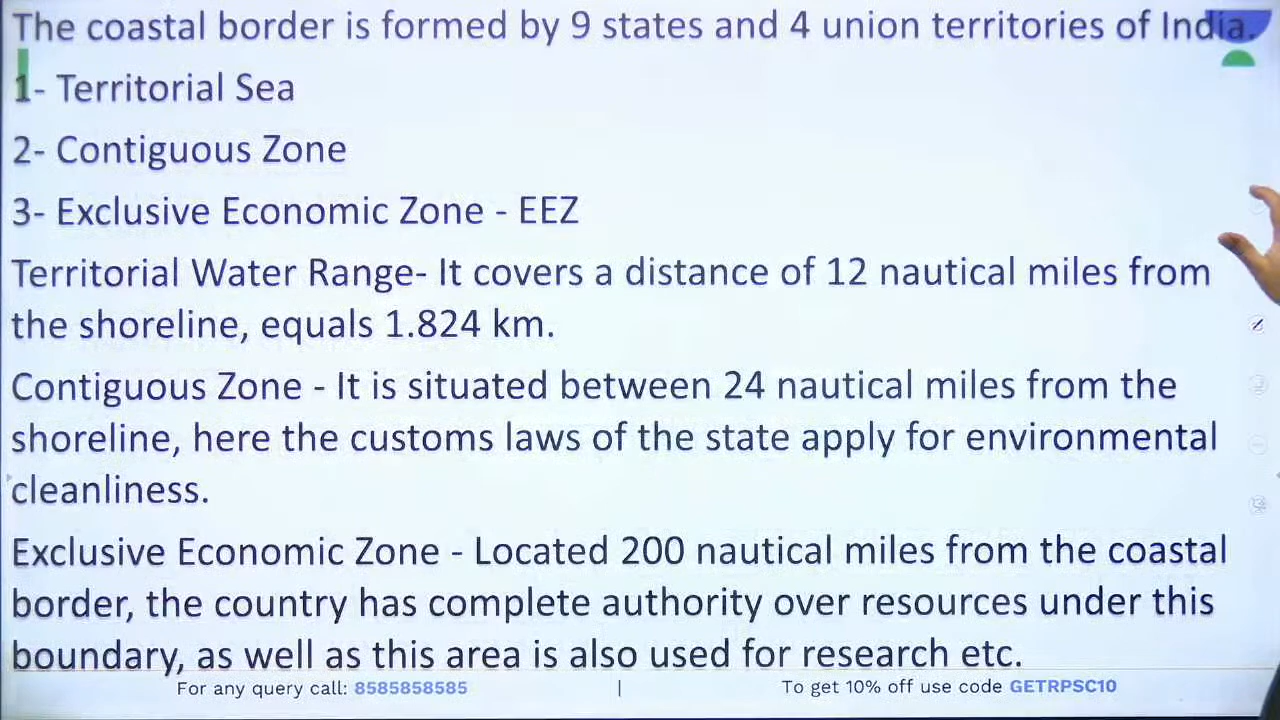 The coastal border is formed by 9 states and 4 union territories of India.
1- Territorial Sea
2- Contiguous Zone
3- Exclusive Economic Zone - EEZ
Territorial Water Range- It covers a distance of 12 nautical miles from
the shoreline, equals 1.824 km.
Contiguous Zone - It is situated between 24 nautical miles from the
shoreline, here the customs laws of the state apply for environmental
cleanliness.
Exclusive Economic Zone - Located 200 nautical miles from the coastal
border, the country has complete authority over resources under this
boundary, as well as this area is also used for research etc.
For any query call: 8585858585 | To get 10% off use code GETRPSC10